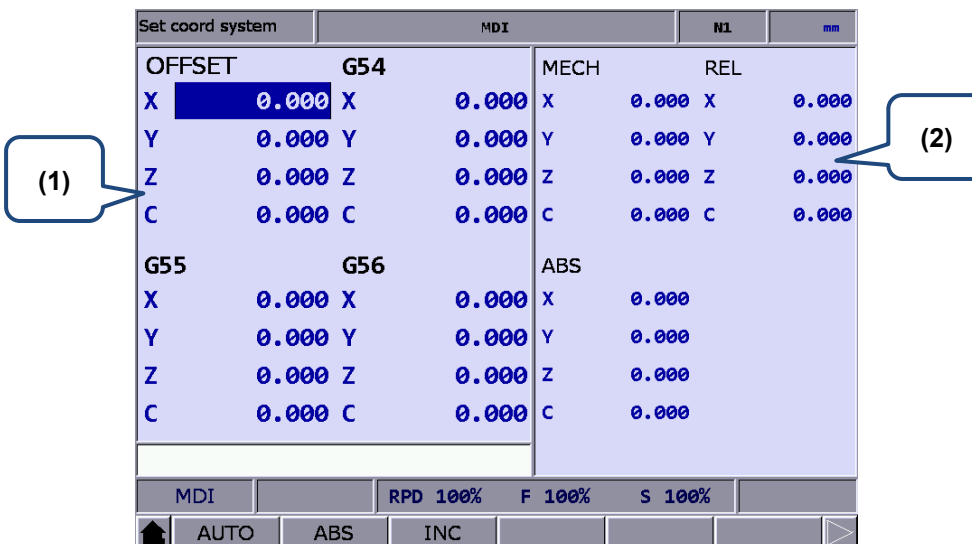 Set coord system MDI N1 mm
OFFSET G54 MECH REL
X 0.000 X 0.000 X 0.000 X 0.000
Y 0.000 Y 0.000 Y 0.000 Y 0.000
Z 0.000 Z 0.000 Z 0.000 Z 0.000
C 0.000 C 0.000 C 0.000 C 0.000
(1)
(2)
G55 G56 ABS
X 0.000 X 0.000 X 0.000
Y 0.000 Y 0.000 Y 0.000
Z 0.000 Z 0.000 Z 0.000
C 0.000 C 0.000 C 0.000
MDI RPD 100% F 100% S 100%
AUTO ABS INC